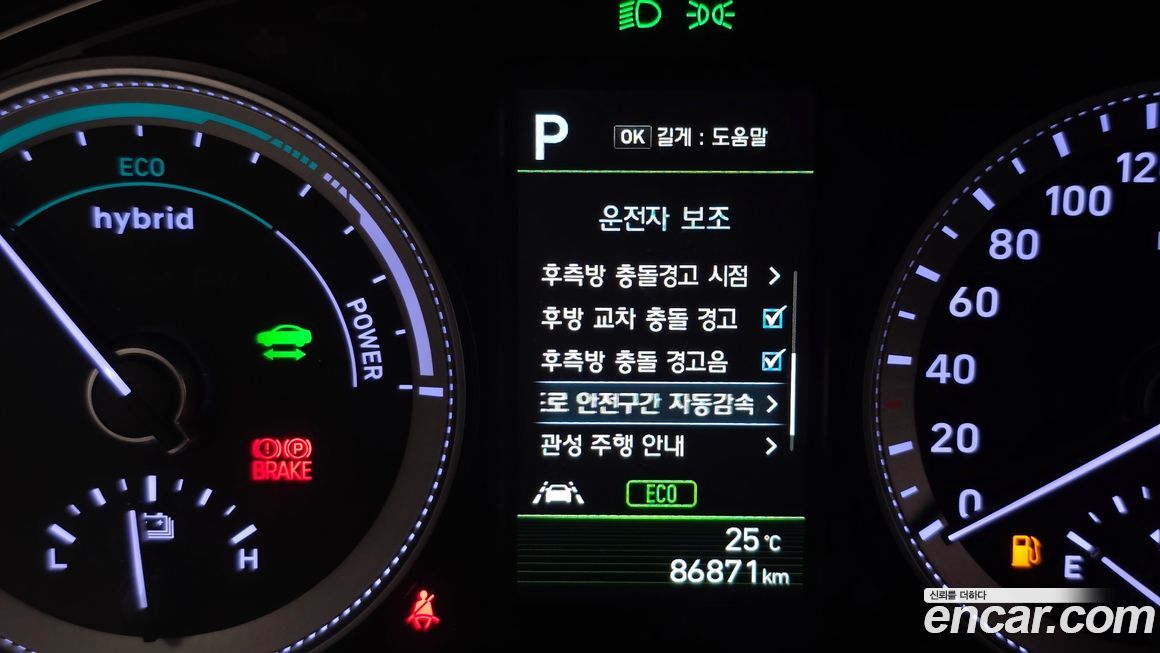 P
OK 길게 : 도움말
운전자 보조
후측방 충돌경고 시점
후방 교차 충돌 경고
후측방 충돌 경고음
로 안전구간 자동감속
관성 주행 안내
ECO
25℃
86871km
ECO
hybrid
POWER
(P)
BRAKE
L
H
120
100
80
60
40
20
0
E
신뢰를 더하다
encar.com